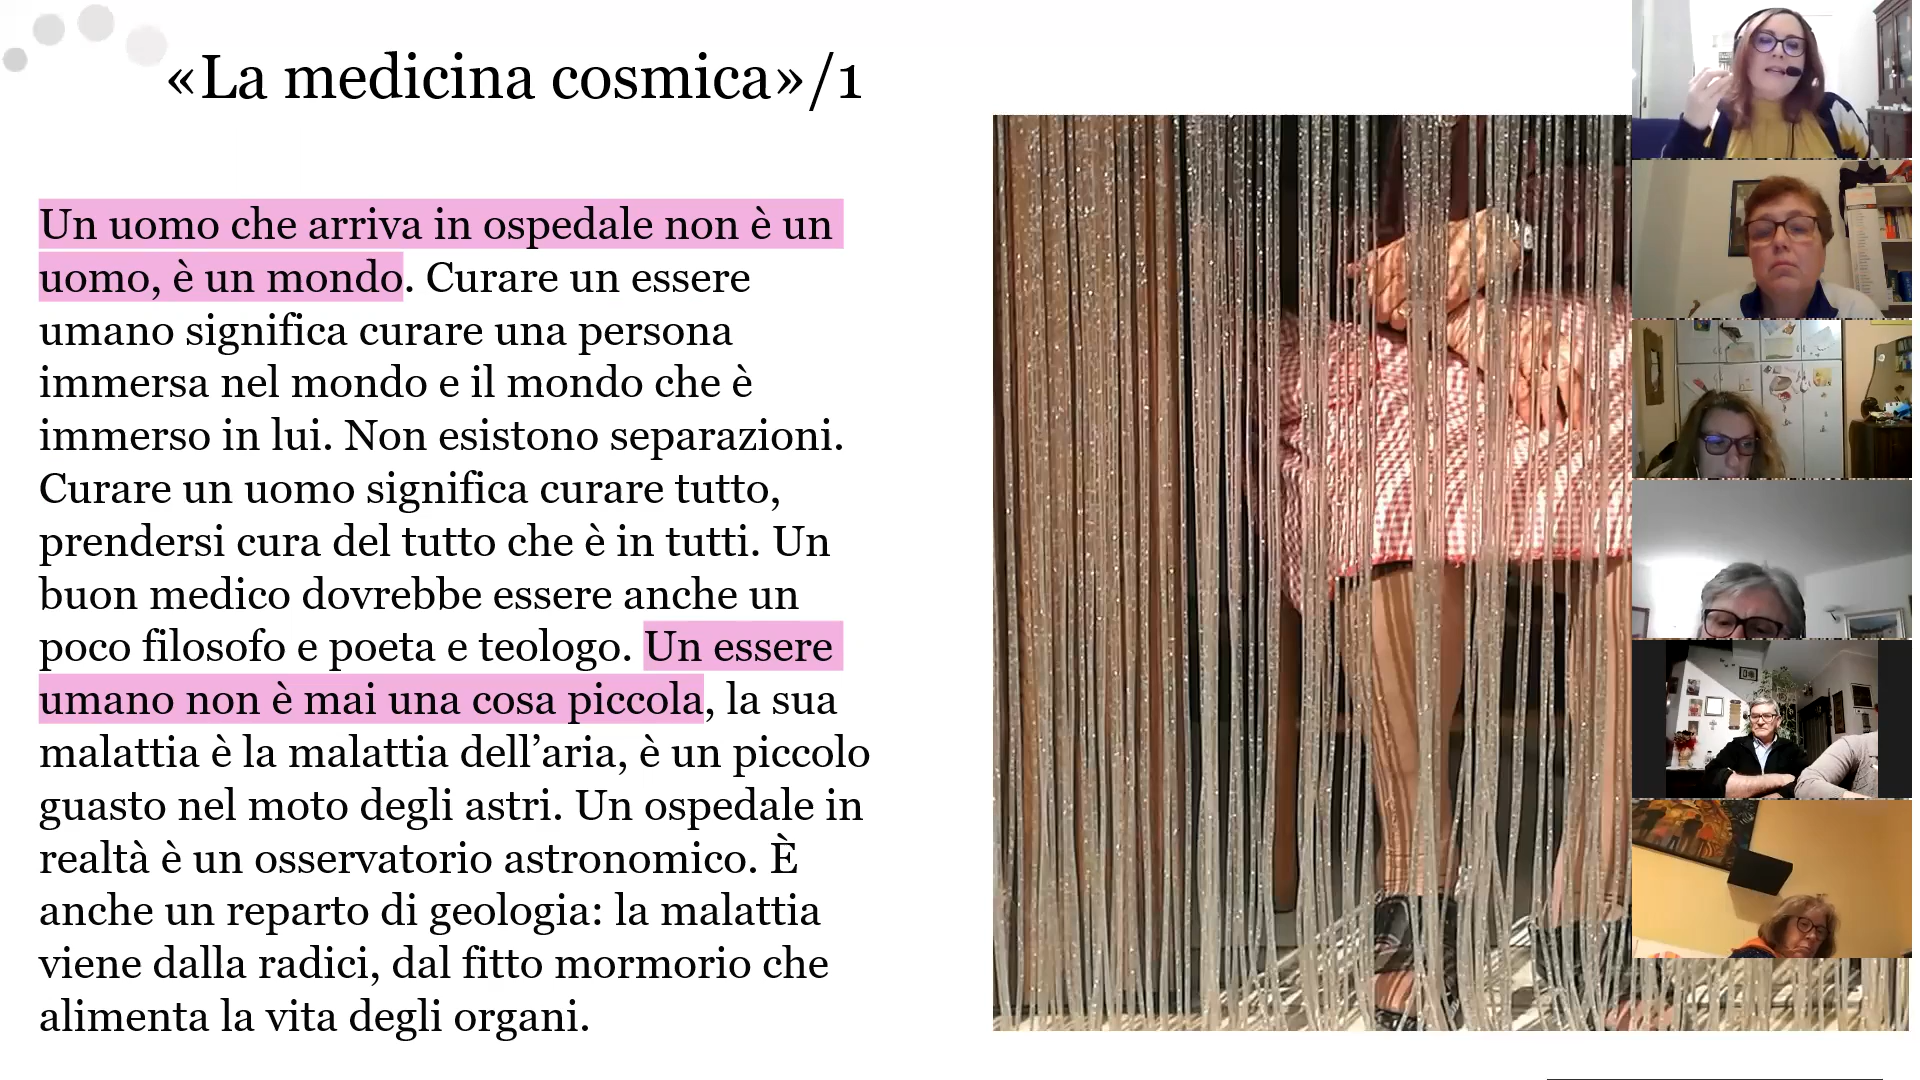 «La medicina cosmica»/1
Un uomo che arriva in ospedale non è un
uomo, è un mondo. Curare un essere
umano significa curare una persona
immersa nel mondo e il mondo che è
immerso in lui. Non esistono separazioni.
Curare un uomo significa curare tutto,
prendersi cura del tutto che è in tutti. Un
buon medico dovrebbe essere anche un
poco filosofo e poeta e teologo. Un essere
umano non è mai una cosa piccola, la sua
malattia è la malattia dell’aria, è un piccolo
guasto nel moto degli astri. Un ospedale in
realtà è un osservatorio astronomico. È
anche un reparto di geologia: la malattia
viene dalla radici, dal fitto mormorio che
alimenta la vita degli organi.